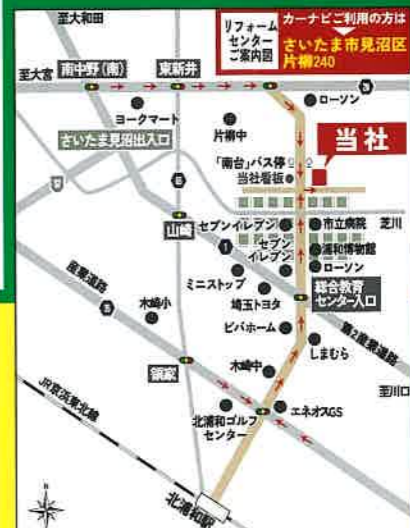 至大和田
リフォーム
センター
ご案内図
カーナビご利用の方は
さいたま市見沼区
片柳240
至大宮
南中野(南)
東新井
ローソン
ヨークマート
片柳中
さいたま見沼出入口
「南台」バス停
当社看板
当社
セブンイレブン
市立病院
芝川
山崎
1
セブン
イレブン
浦和博物館
ローソン
ミニストップ
埼玉トヨタ
総合教育
センター入口
産業道路
35
木崎小
ビバホーム
しまむら
第2産業道路
至川口
領家
木崎中
JR京浜東北線
北浦和ゴルフ
センター
エネオスGS
北浦和駅